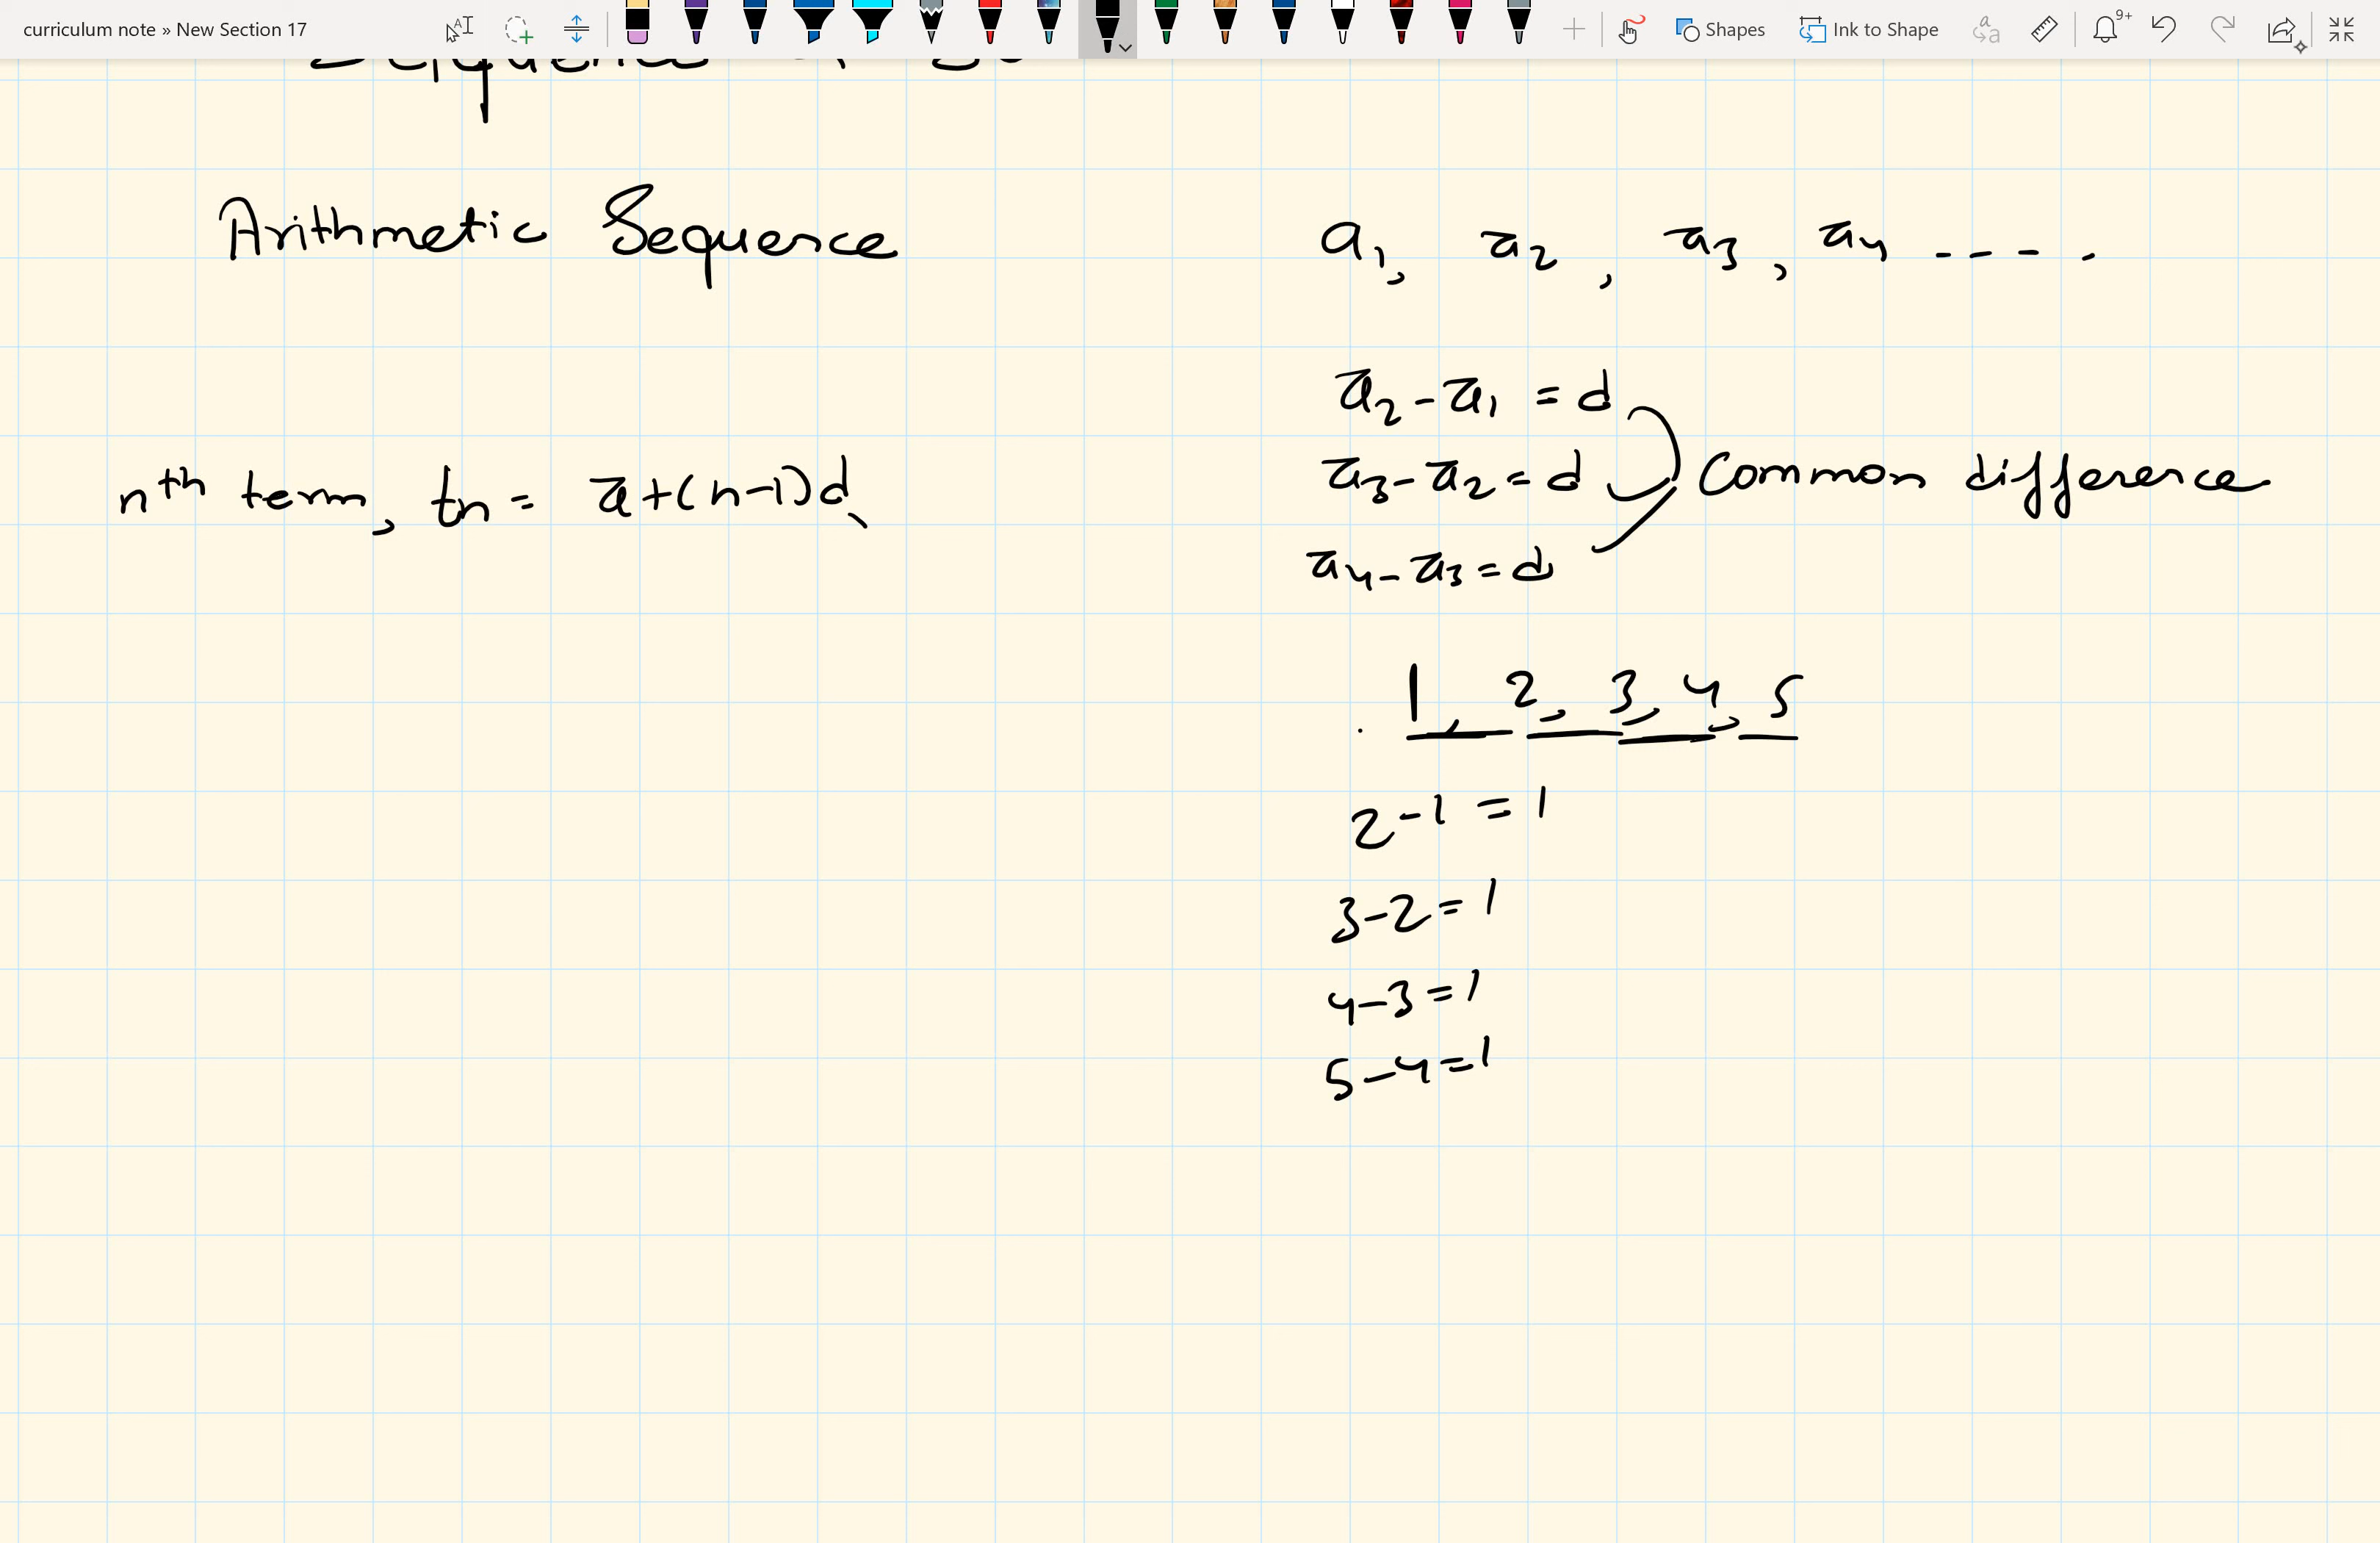 curriculum note » New Section 17
Shapes
Ink to Shape
9+
Arithmetic Sequence
a₁, a₂, a₃, a₄ ---- .
a₂-a₁ = d
a₃-a₂=d
a₄-a₃=d
Common difference
nᵗʰ term, tₙ = a+(n-1)d
1, 2, 3, 4, 5
2-1 = 1
3-2=1
4-3=1
5-4=1